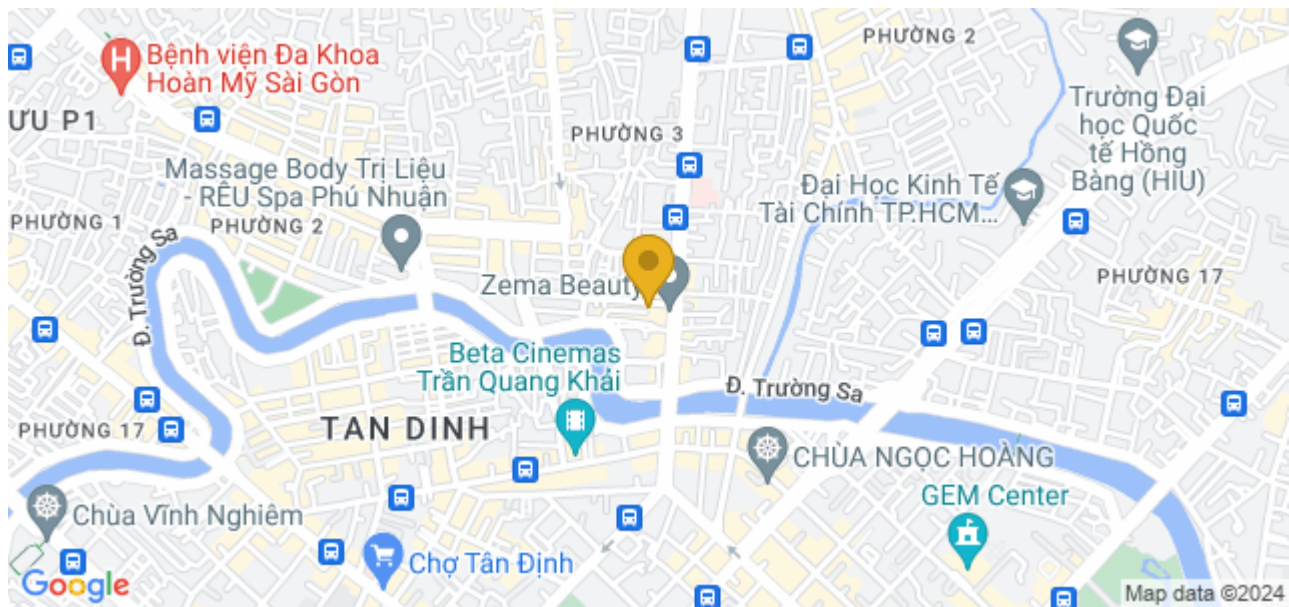 Bệnh viện Đa Khoa
Hoàn Mỹ Sài Gòn
PHƯỜNG 2
Trường Đại
học Quốc
tế Hồng
Bàng (HIU)
ƯU P1
PHƯỜNG 3
Massage Body Trị Liệu
- RÊU Spa Phú Nhuận
Đại Học Kinh Tế
Tài Chính TP.HCM...
PHƯỜNG 1
PHƯỜNG 2
Đ. Trường Sa
Zema Beauty
PHƯỜNG 17
Beta Cinemas
Trần Quang Khải
Đ. Trường Sa
PHƯỜNG 17
TAN DINH
CHÙA NGỌC HOÀNG
GEM Center
Chùa Vĩnh Nghiêm
Chợ Tân Định
Google
Map data ©2024